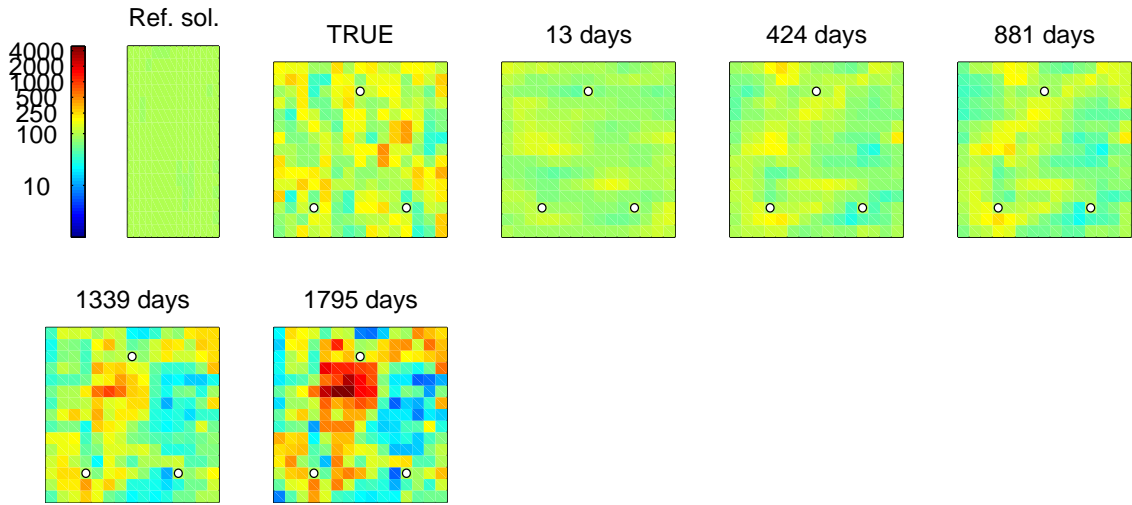 Ref. sol.
TRUE
13 days
424 days
881 days
4000
2000
1000
500
250
100
10
1339 days
1795 days